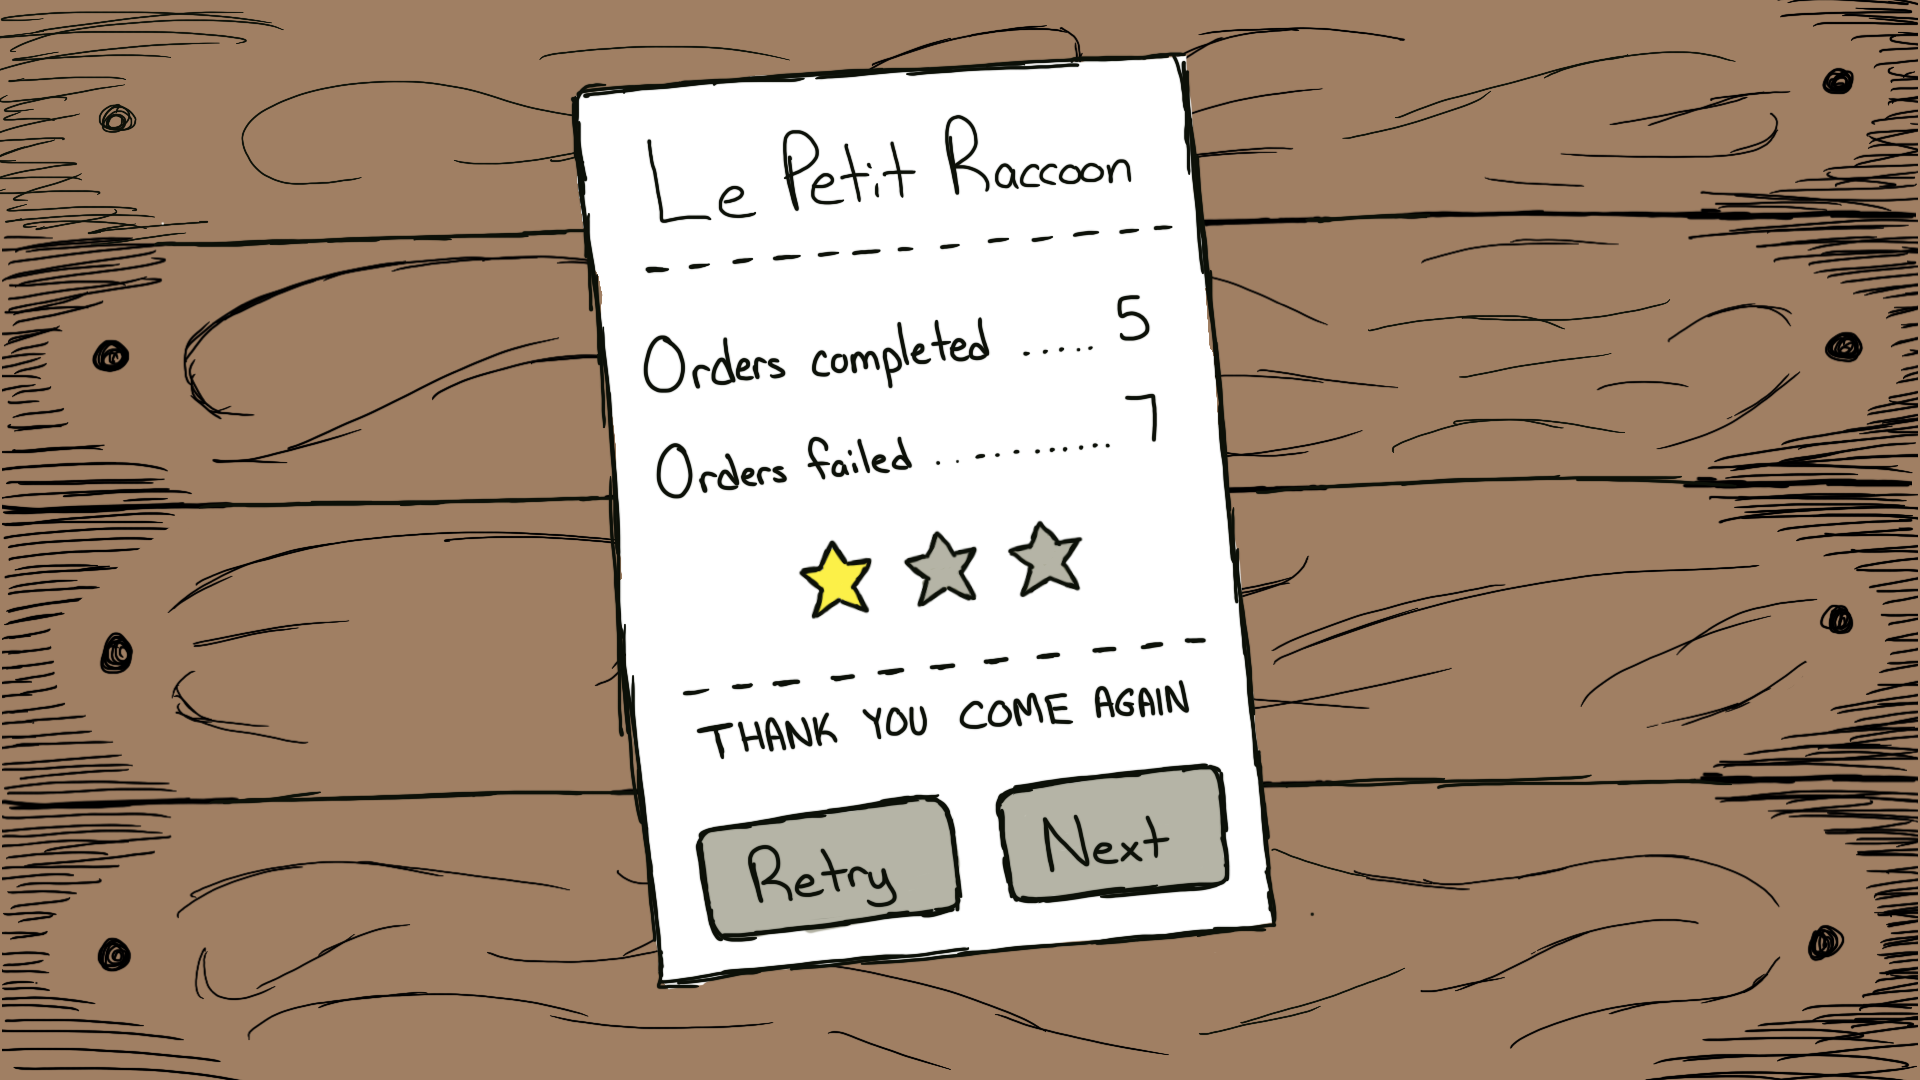 Le Petit Raccoon
Orders completed ..... 5
Orders failed ........... 7
THANK YOU COME AGAIN
Retry Next